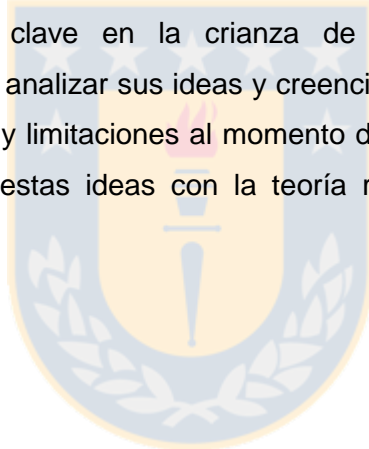 clave en la crianza de
analizar sus ideas y creenci
y limitaciones al momento d
estas ideas con la teoría r